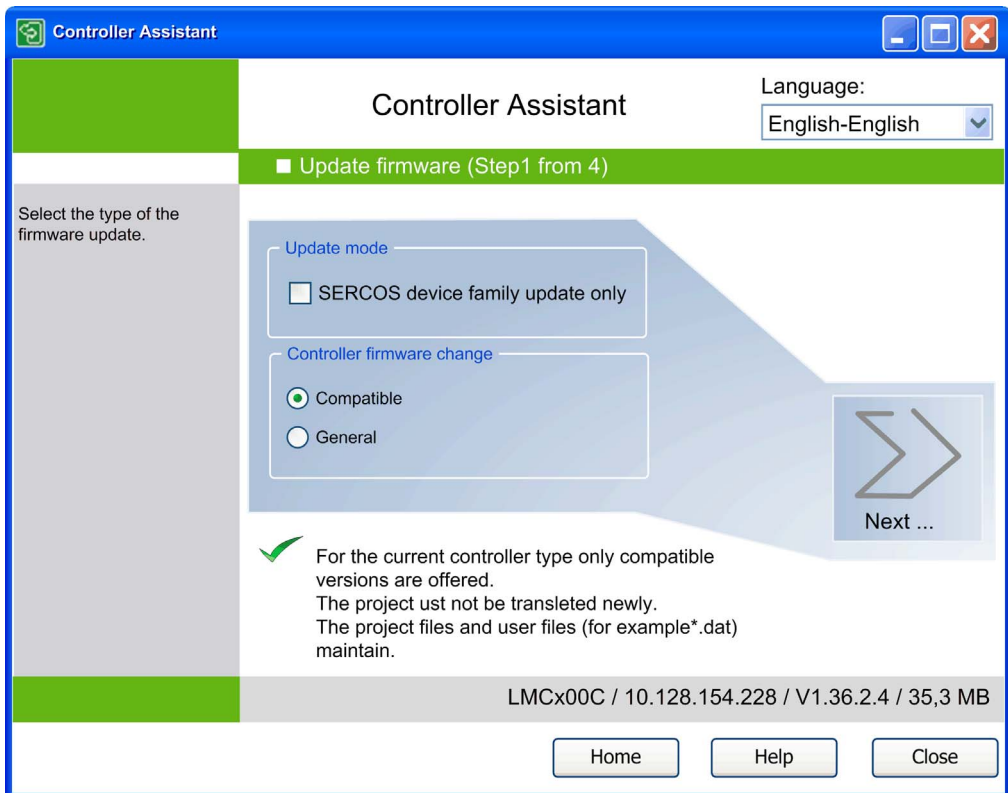 Controller Assistant
Controller Assistant
Language:
English-English
Update firmware (Step1 from 4)
Select the type of the
firmware update.
Update mode
SERCOS device family update only
Controller firmware change
Compatible
General
Next ...
For the current controller type only compatible
versions are offered.
The project ust not be transleted newly.
The project files and user files (for example*.dat)
maintain.
LMCx00C / 10.128.154.228 / V1.36.2.4 / 35,3 MB
Home
Help
Close